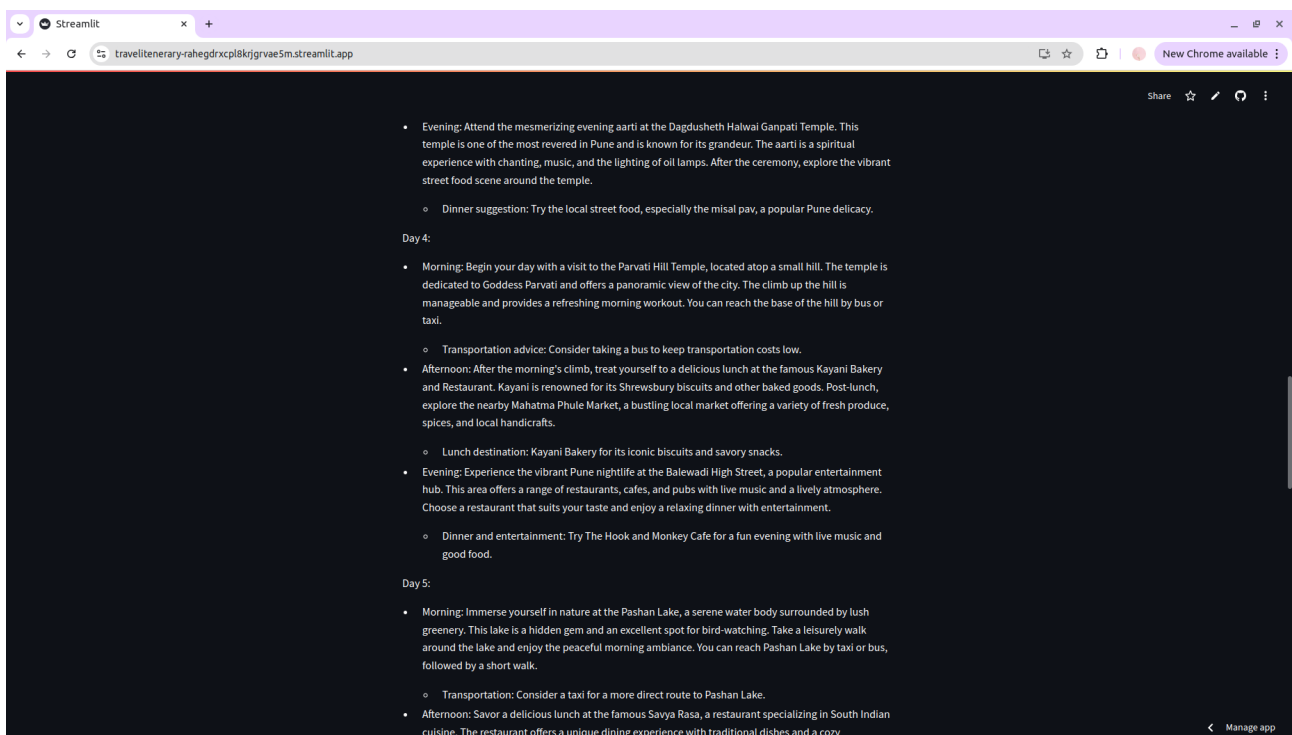 Streamlit
travelitenerary-rahegdrxcpl8krjgrvae5m.streamlit.app
New Chrome available
Share
Evening: Attend the mesmerizing evening aarti at the Dagdusheth Halwai Ganpati Temple. This
temple is one of the most revered in Pune and is known for its grandeur. The aarti is a spiritual
experience with chanting, music, and the lighting of oil lamps. After the ceremony, explore the vibrant
street food scene around the temple.
Dinner suggestion: Try the local street food, especially the misal pav, a popular Pune delicacy.
Day 4:
Morning: Begin your day with a visit to the Parvati Hill Temple, located atop a small hill. The temple is
dedicated to Goddess Parvati and offers a panoramic view of the city. The climb up the hill is
manageable and provides a refreshing morning workout. You can reach the base of the hill by bus or
taxi.
Transportation advice: Consider taking a bus to keep transportation costs low.
Afternoon: After the morning's climb, treat yourself to a delicious lunch at the famous Kayani Bakery
and Restaurant. Kayani is renowned for its Shrewsbury biscuits and other baked goods. Post-lunch,
explore the nearby Mahatma Phule Market, a bustling local market offering a variety of fresh produce,
spices, and local handicrafts.
Lunch destination: Kayani Bakery for its iconic biscuits and savory snacks.
Evening: Experience the vibrant Pune nightlife at the Balewadi High Street, a popular entertainment
hub. This area offers a range of restaurants, cafes, and pubs with live music and a lively atmosphere.
Choose a restaurant that suits your taste and enjoy a relaxing dinner with entertainment.
Dinner and entertainment: Try The Hook and Monkey Cafe for a fun evening with live music and
good food.
Day 5:
Morning: Immerse yourself in nature at the Pashan Lake, a serene water body surrounded by lush
greenery. This lake is a hidden gem and an excellent spot for bird-watching. Take a leisurely walk
around the lake and enjoy the peaceful morning ambiance. You can reach Pashan Lake by taxi or bus,
followed by a short walk.
Transportation: Consider a taxi for a more direct route to Pashan Lake.
Afternoon: Savor a delicious lunch at the famous Savya Rasa, a restaurant specializing in South Indian
cuisine. The restaurant offers a unique dining experience with traditional dishes and a cozy
Manage app